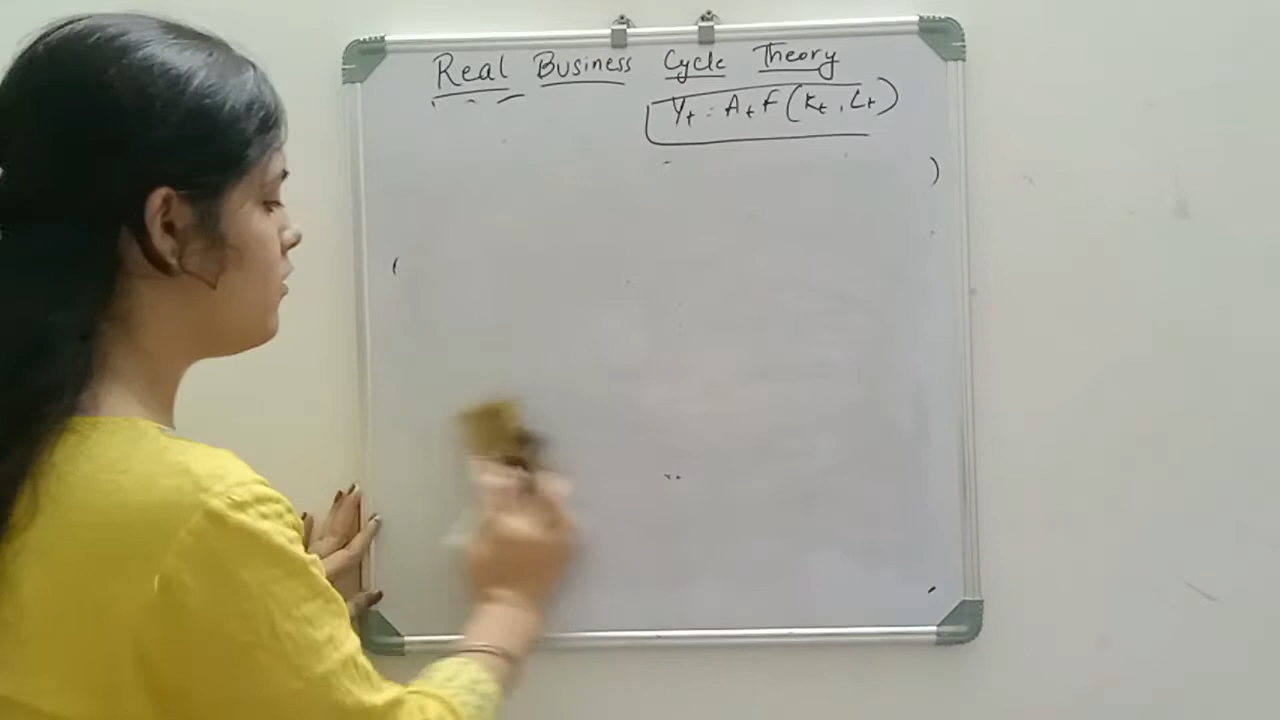 Real Business Cycle Theory
Yt = At F (Kt, Lt)